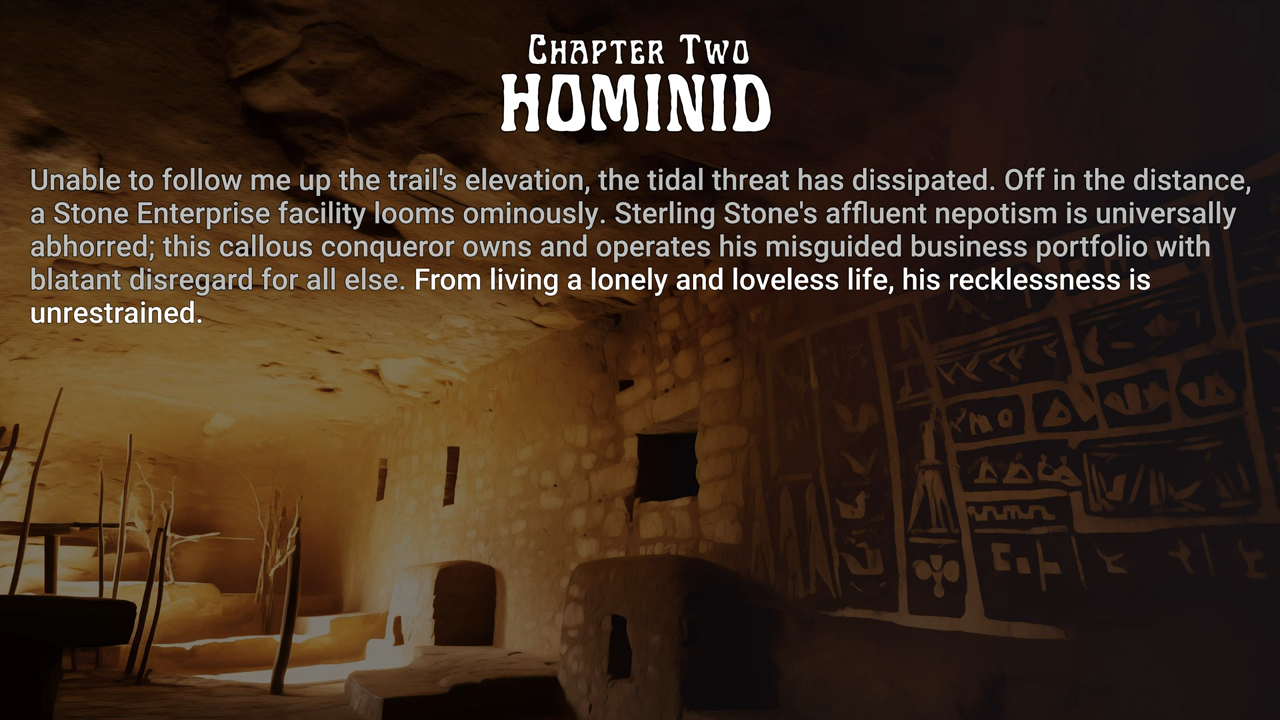 Chapter Two
HOMINID
Unable to follow me up the trail's elevation, the tidal threat has dissipated. Off in the distance,
a Stone Enterprise facility looms ominously. Sterling Stone's affluent nepotism is universally
abhorred; this callous conqueror owns and operates his misguided business portfolio with
blatant disregard for all else. From living a lonely and loveless life, his recklessness is
unrestrained.